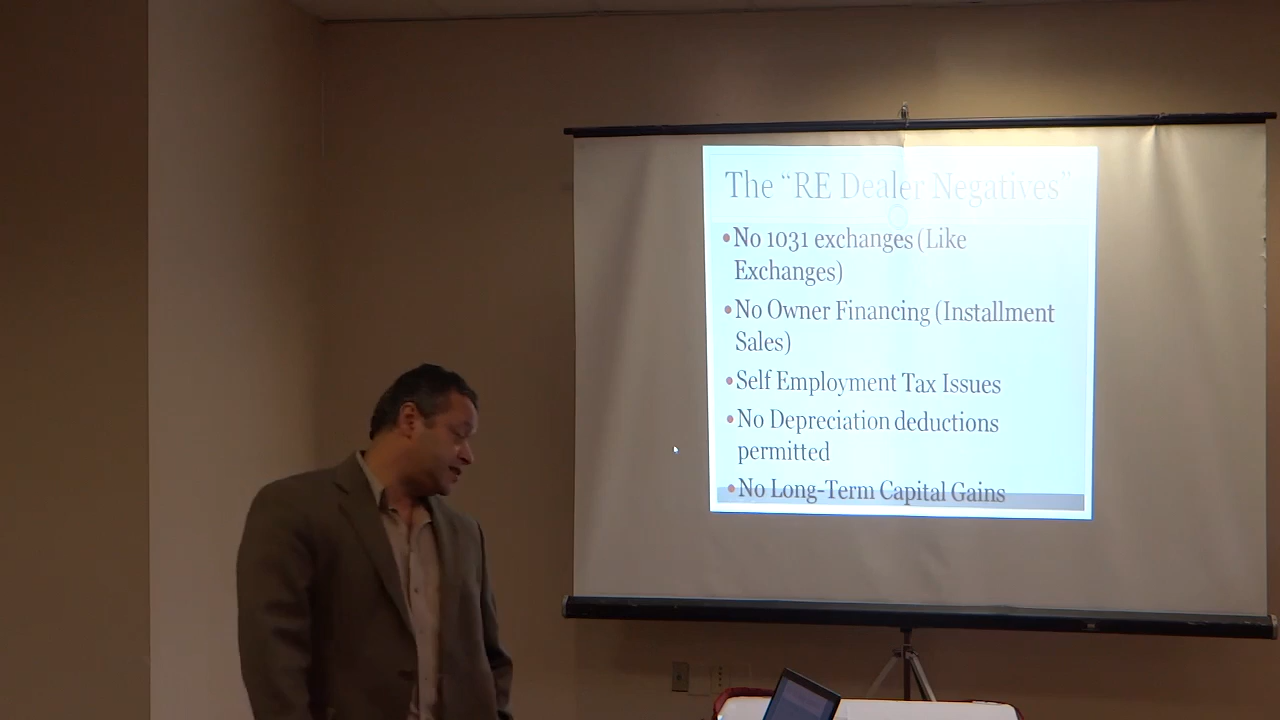 The “RE Dealer Negatives”
•No 1031 exchanges (Like
Exchanges)
•No Owner Financing (Installment
Sales)
•Self Employment Tax Issues
•No Depreciation deductions
permitted
•No Long-Term Capital Gains